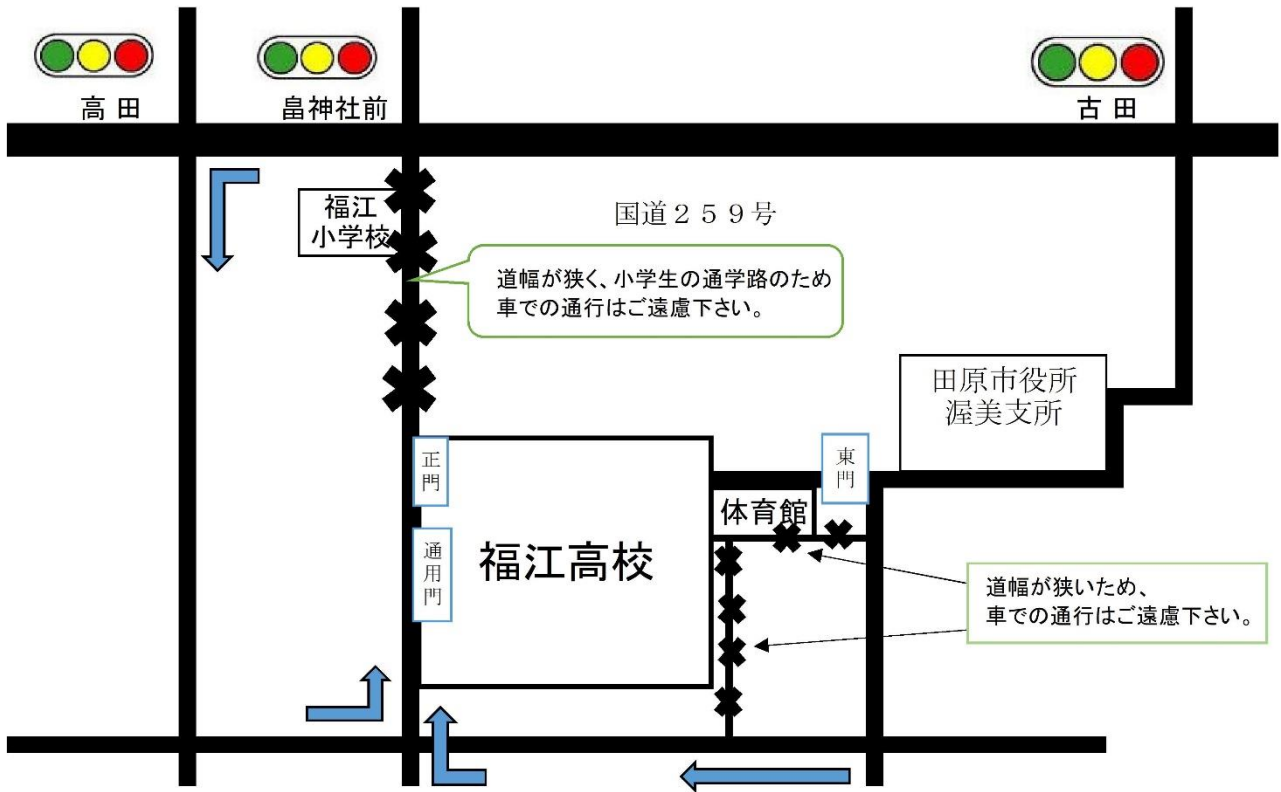 高田
畠神社前
古田
福江
小学校
国道２５９号
道幅が狭く、小学生の通学路のため
車での通行はご遠慮下さい。
田原市役所
渥美支所
正門
東門
体育館
通用門
福江高校
道幅が狭いため、
車での通行はご遠慮下さい。